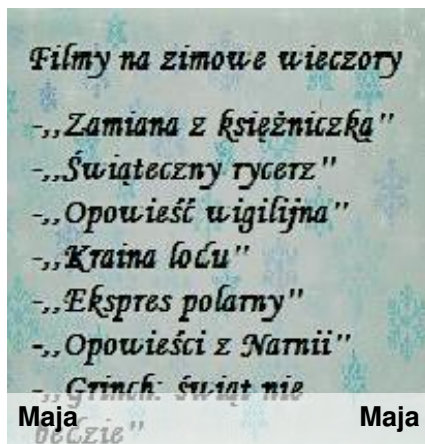 Filmy na zimowe wieczory
-,,Zamiana z księżniczką"
-,,Świąteczny rycerz"
-,,Opowieść wigilijna"
-,,Kraina lodu"
-,,Ekspres polarny"
-,,Opowieści z Narnii"
-,,Grinch: świąt nie
będzie"
Maja Maja